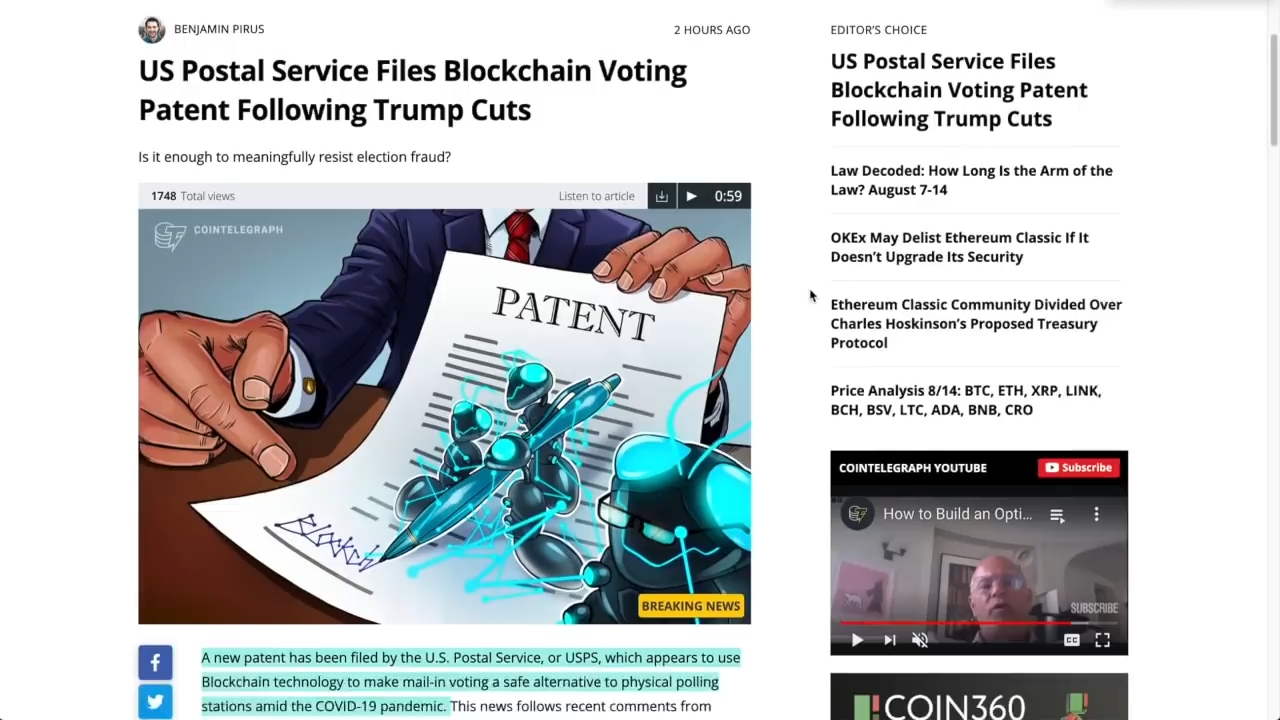 BENJAMIN PIRUS
2 HOURS AGO
US Postal Service Files Blockchain Voting
Patent Following Trump Cuts
Is it enough to meaningfully resist election fraud?
1748 Total views
Listen to article
0:59
COINTELEGRAPH
PATENT
BREAKING NEWS
A new patent has been filed by the U.S. Postal Service, or USPS, which appears to use
Blockchain technology to make mail-in voting a safe alternative to physical polling
stations amid the COVID-19 pandemic. This news follows recent comments from
EDITOR'S CHOICE
US Postal Service Files
Blockchain Voting Patent
Following Trump Cuts
Law Decoded: How Long Is the Arm of the
Law? August 7-14
OKEx May Delist Ethereum Classic If It
Doesn't Upgrade Its Security
Ethereum Classic Community Divided Over
Charles Hoskinson's Proposed Treasury
Protocol
Price Analysis 8/14: BTC, ETH, XRP, LINK,
BCH, BSV, LTC, ADA, BNB, CRO
COINTELEGRAPH YOUTUBE
Subscribe
How to Build an Opti...
SUBSCRIBE
CC
COIN360